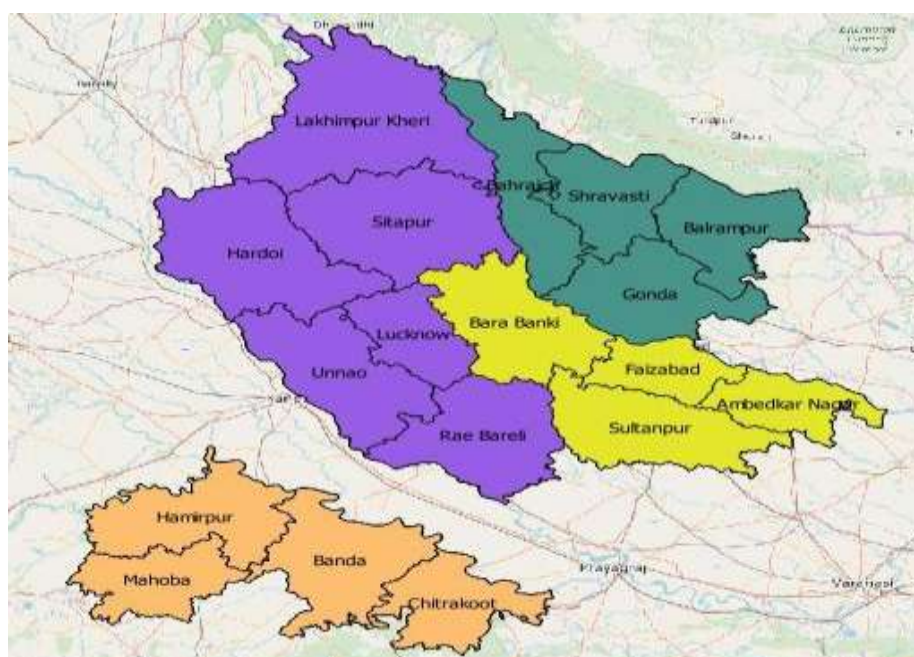 Lakhimpur Kheri
Bahraich
Shravasti
Sitapur
Balrampur
Hardoi
Gonda
Bara Banki
Lucknow
Faizabad
Unnao
Ambedkar Nagar
Sultanpur
Rae Bareli
Hamirpur
Banda
Prayagraj
Mahoba
Varanasi
Chitrakoot